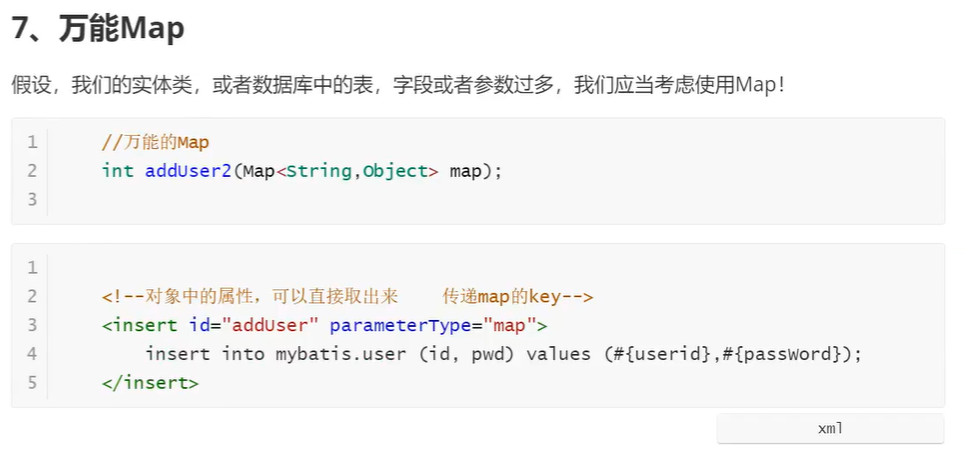 7、万能Map
假设，我们的实体类，或者数据库中的表，字段或者参数过多，我们应当考虑使用Map！
1 //万能的Map
2 int addUser2(Map<String,Object> map);
3
1
2 <!--对象中的属性，可以直接取出来 传递map的key-->
3 <insert id="addUser" parameterType="map">
4 insert into mybatis.user (id, pwd) values (#{userid},#{passWord});
5 </insert>
xml